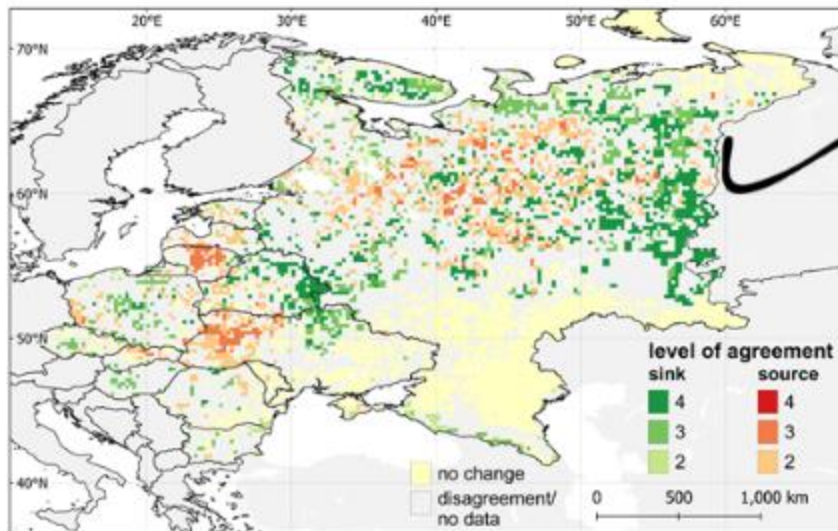 20°E 30°E 40°E 50°E 60°E
70°N
60°N
50°N
40°N
level of agreement
sink source
4 4
3 3
2 2
no change
disagreement/
no data
0 500 1,000 km